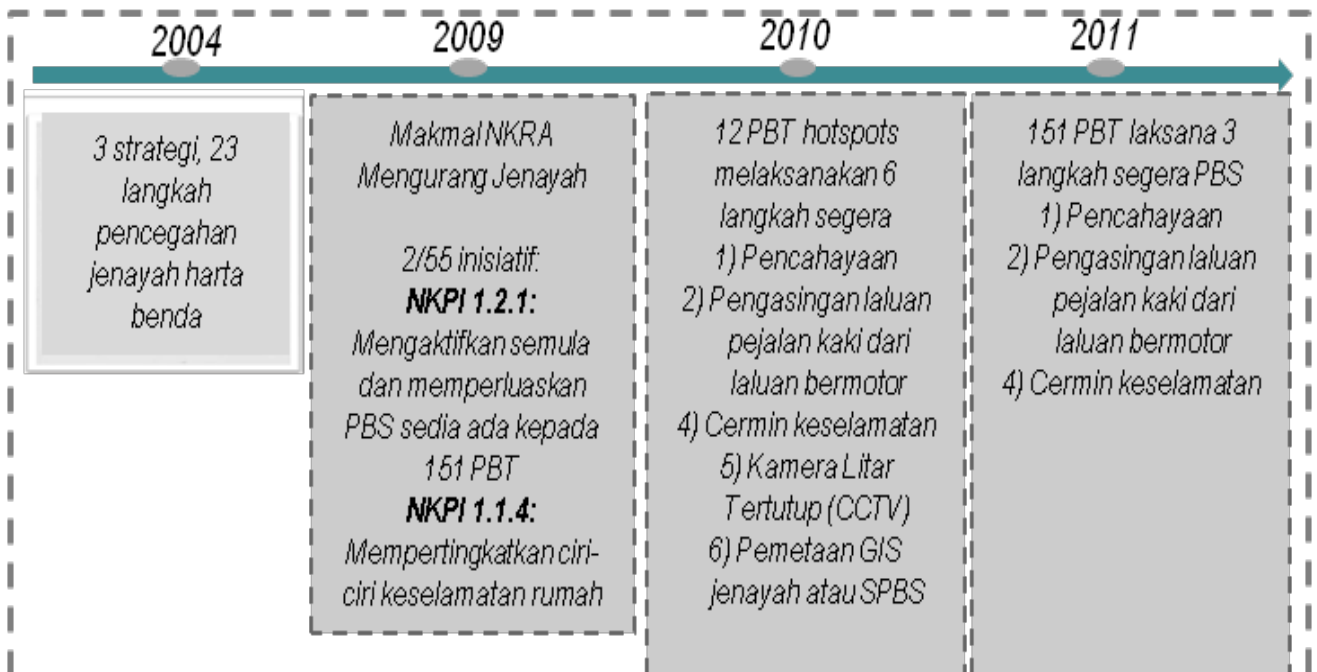 2004
2009
2010
2011
3 strategi, 23
langkah
pencegahan
jenayah harta
benda
Makmal NKRA
Mengurang Jenayah
2/55 inisiatif:
NKPI 1.2.1:
Mengaktifkan semula
dan memperluaskan
PBS sedia ada kepada
151 PBT
NKPI 1.1.4:
Mempertingkatkan ciri-
ciri keselamatan rumah
12 PBT hotspots
melaksanakan 6
langkah segera
1) Pencahayaan
2) Pengasingan laluan
pejalan kaki dari
laluan bermotor
4) Cermin keselamatan
5) Kamera Litar
Tertutup (CCTV)
6) Pemetaan GIS
jenayah atau SPBS
151 PBT laksana 3
langkah segera PBS
1) Pencahayaan
2) Pengasingan laluan
pejalan kaki dari
laluan bermotor
4) Cermin keselamatan